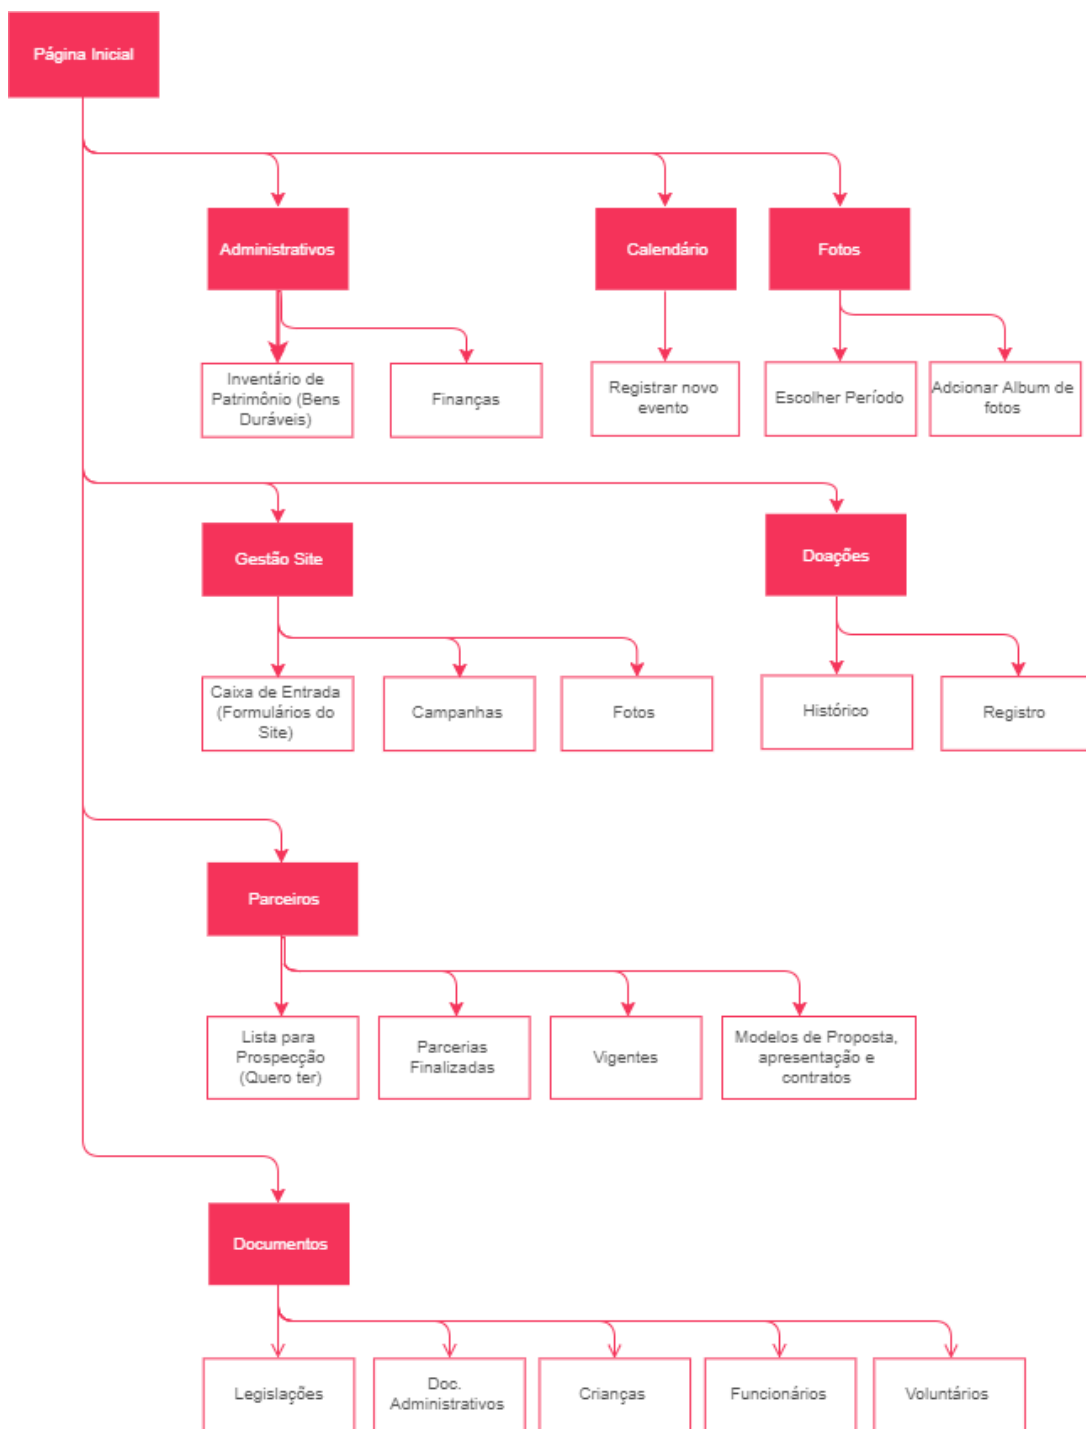 Página Inicial
Administrativos
Calendário
Fotos
Inventário de
Patrimônio (Bens
Duráveis)
Finanças
Registrar novo
evento
Escolher Período
Adcionar Album de
fotos
Gestão Site
Doações
Caixa de Entrada
(Formulários do
Site)
Campanhas
Fotos
Histórico
Registro
Parceiros
Lista para
Prospecção
(Quero ter)
Parcerias
Finalizadas
Vigentes
Modelos de Proposta,
apresentação e
contratos
Documentos
Legislações
Doc.
Administrativos
Crianças
Funcionários
Voluntários